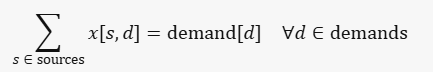 ∑ x[s, d] = demand[d] ∀d ∈ demands
s ∈ sources